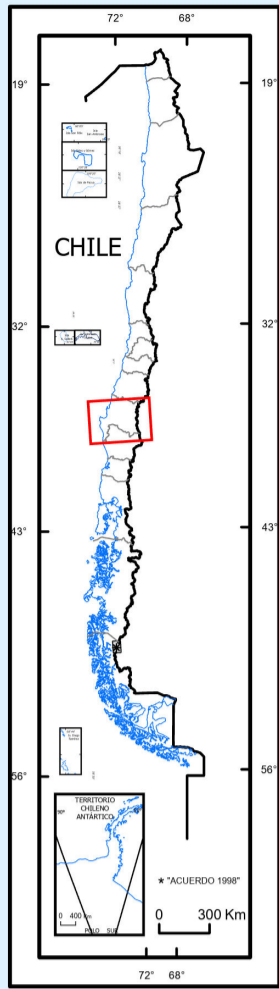 72° 68°
19° 19°
CHILE
32° 32°
43° 43°
56° 56°
TERRITORIO
CHILENO
ANTÁRTICO
90°
0 400 Km
POLO SUR
* "ACUERDO 1998"
0 300 Km
72° 68°